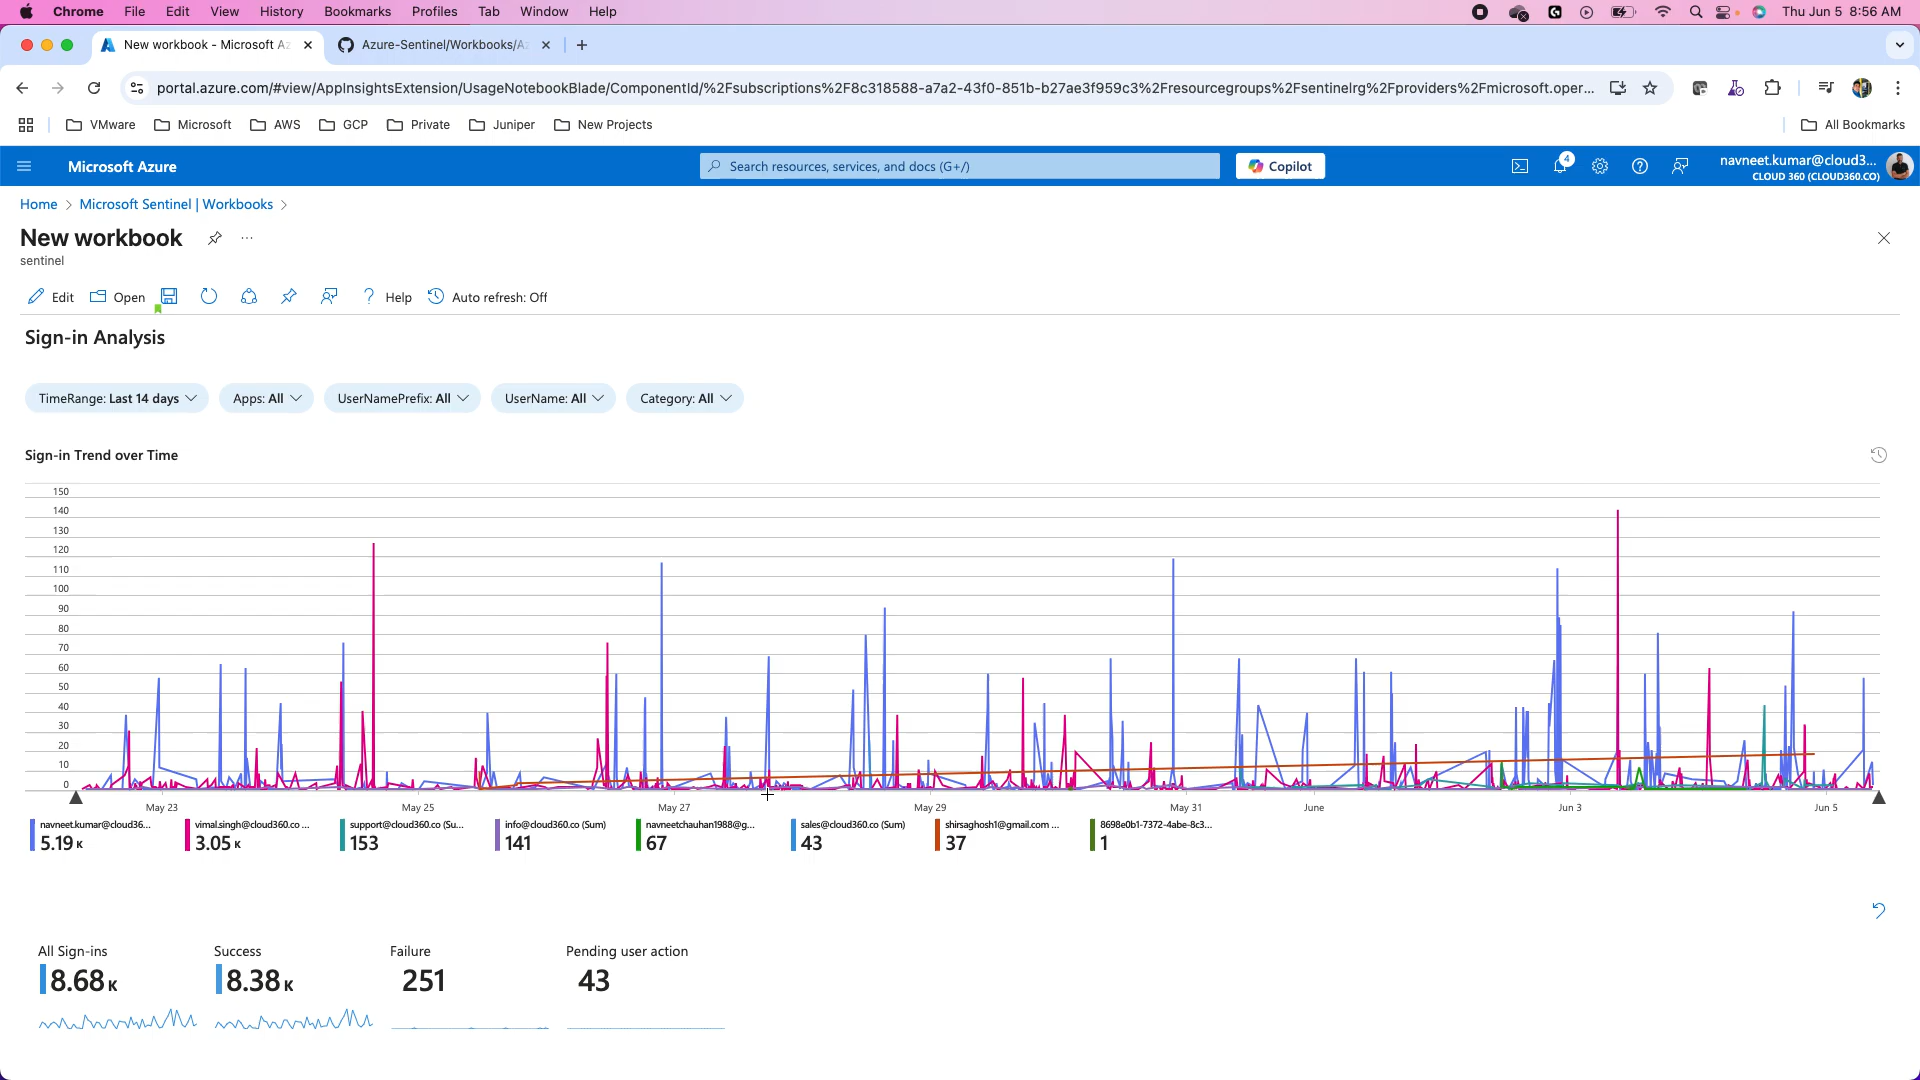 Chrome File Edit View History Bookmarks Profiles Tab Window Help Thu Jun 5 8:56 AM
New workbook - Microsoft Az Azure-Sentinel/Workbooks/Az
portal.azure.com/#view/AppInsightsExtension/UsageNotebookBlade/ComponentId/%2Fsubscriptions%2F8c318588-a7a2-43f0-851b-b27ae3f959c3%2Fresourcegroups%2Fsentinelrg%2Fproviders%2Fmicrosoft.oper...
VMware Microsoft AWS GCP Private Juniper New Projects All Bookmarks
Microsoft Azure Search resources, services, and docs (G+/) Copilot 4 navneet.kumar@cloud3...
CLOUD 360 (CLOUD360.CO)
Home > Microsoft Sentinel | Workbooks >
New workbook ...
sentinel
Edit Open Help Auto refresh: Off
Sign-in Analysis
TimeRange: Last 14 days Apps: All UserNamePrefix: All UserName: All Category: All
Sign-in Trend over Time
150
140
130
120
110
100
90
80
70
60
50
40
30
20
10
0
May 23 May 25 May 27 May 29 May 31 June Jun 3 Jun 5
navneet.kumar@cloud36... vimal.singh@cloud360.co ... support@cloud360.co (Su... info@cloud360.co (Sum) navneetchauhan1988@g... sales@cloud360.co (Sum) shirsaghosh1@gmail.com ... 8698e0b1-7372-4abe-8c3...
5.19 K 3.05 K 153 141 67 43 37 1
All Sign-ins Success Failure Pending user action
8.68 K 8.38 K 251 43